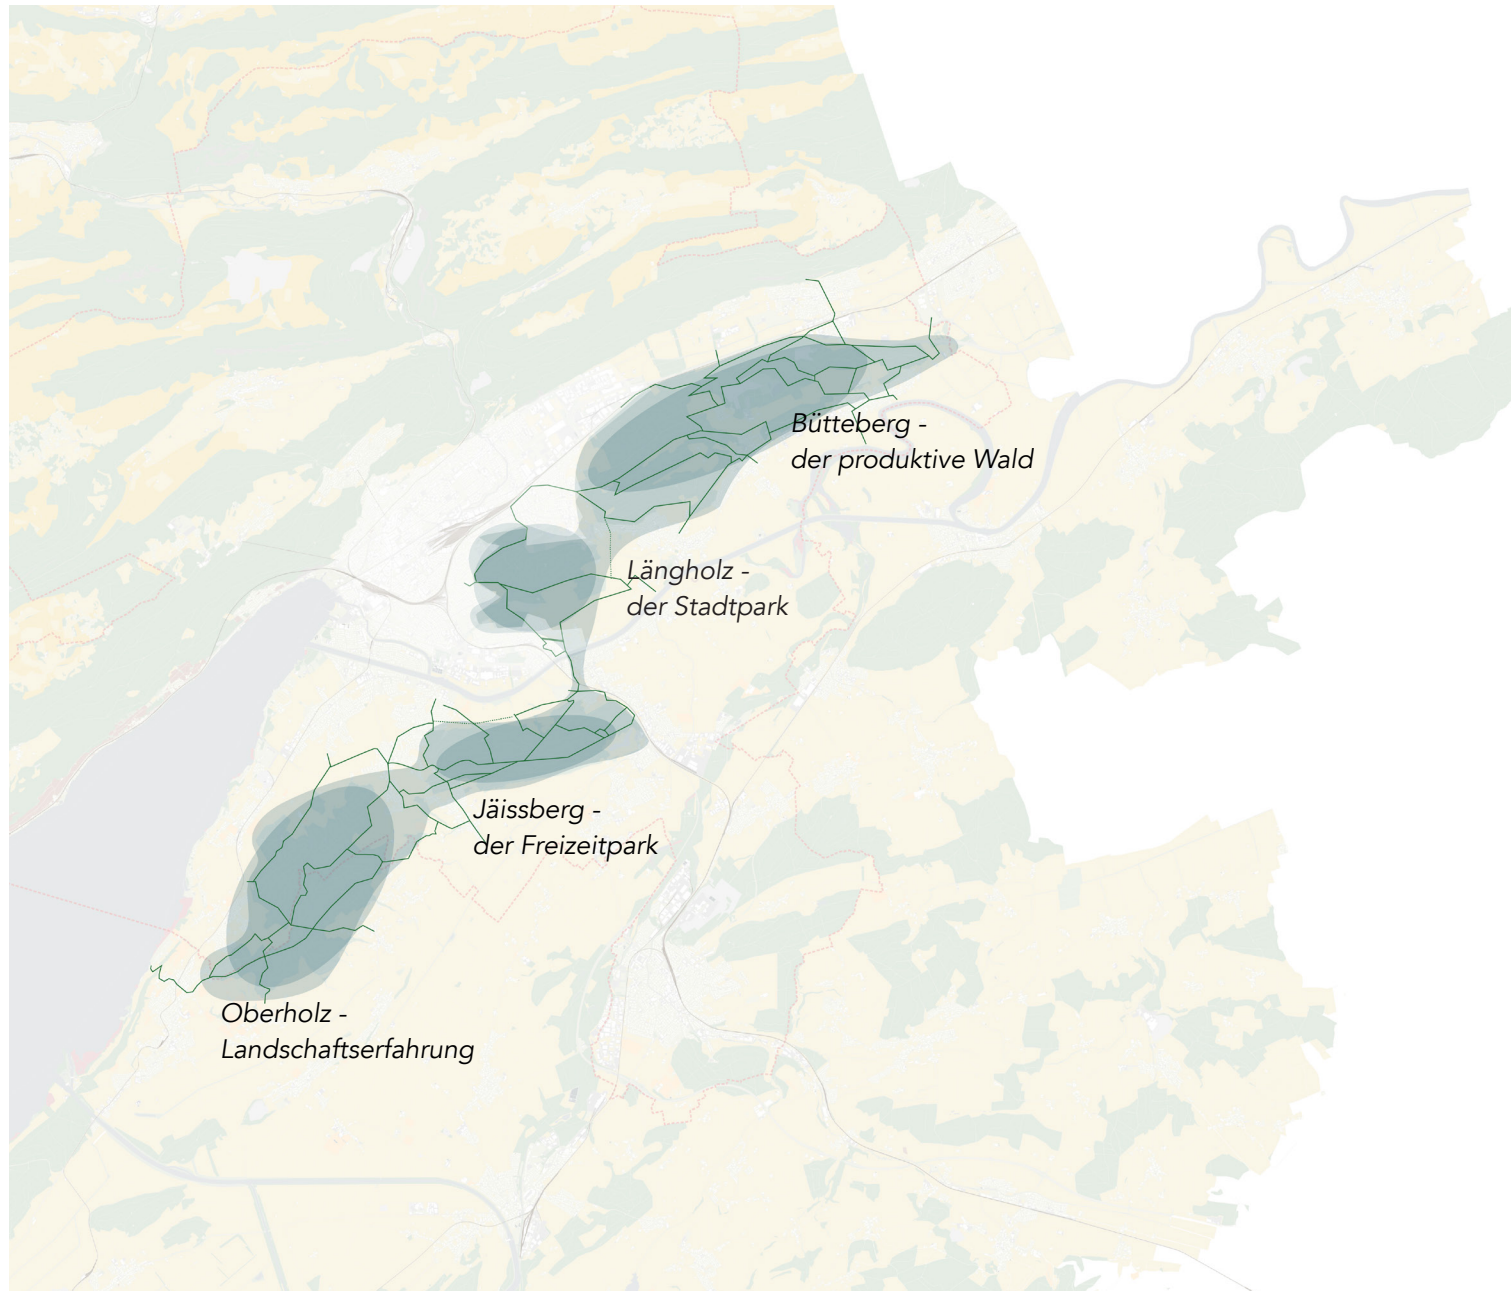 Bütteberg -
der produktive Wald
Längholz -
der Stadtpark
Jäissberg -
der Freizeitpark
Oberholz -
Landschaftserfahrung